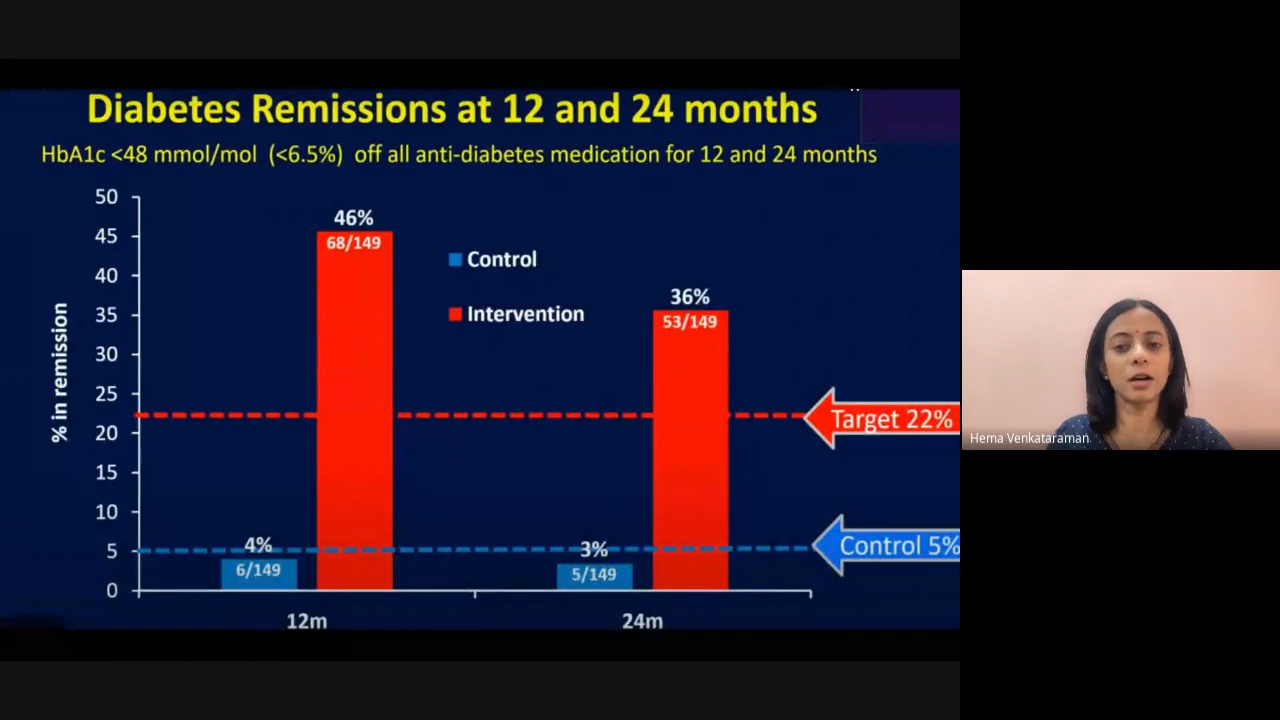 Diabetes Remissions at 12 and 24 months
HbA1c <48 mmol/mol (<6.5%) off all anti-diabetes medication for 12 and 24 months
% in remission
50
45
40
35
30
25
20
15
10
5
0
46%
68/149
Control
Intervention
36%
53/149
Target 22%
4%
6/149
3%
5/149
Control 5%
12m
24m
Hema Venkataraman